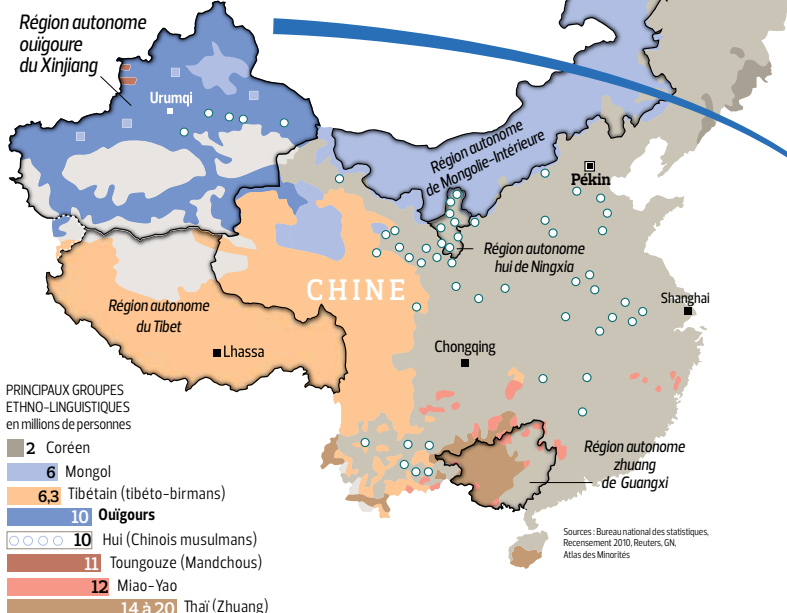 Région autonome
ouïgoure
du Xinjiang
Urumqi
Région autonome
de Mongolie-Intérieure
Pékin
Région autonome
hui de Ningxia
CHINE
Shanghai
Région autonome
du Tibet
Lhassa
Chongqing
PRINCIPAUX GROUPES
ETHNO-LINGUISTIQUES
en millions de personnes
2 Coréen
6 Mongol
6,3 Tibétain (tibéto-birmans)
10 Ouïgours
10 Hui (Chinois musulmans)
11 Toungouze (Mandchous)
12 Miao-Yao
14 à 20 Thaï (Zhuang)
Région autonome
zhuang
de Guangxi
Sources : Bureau national des statistiques,
Recensement 2010, Reuters, GN,
Atlas des Minorités